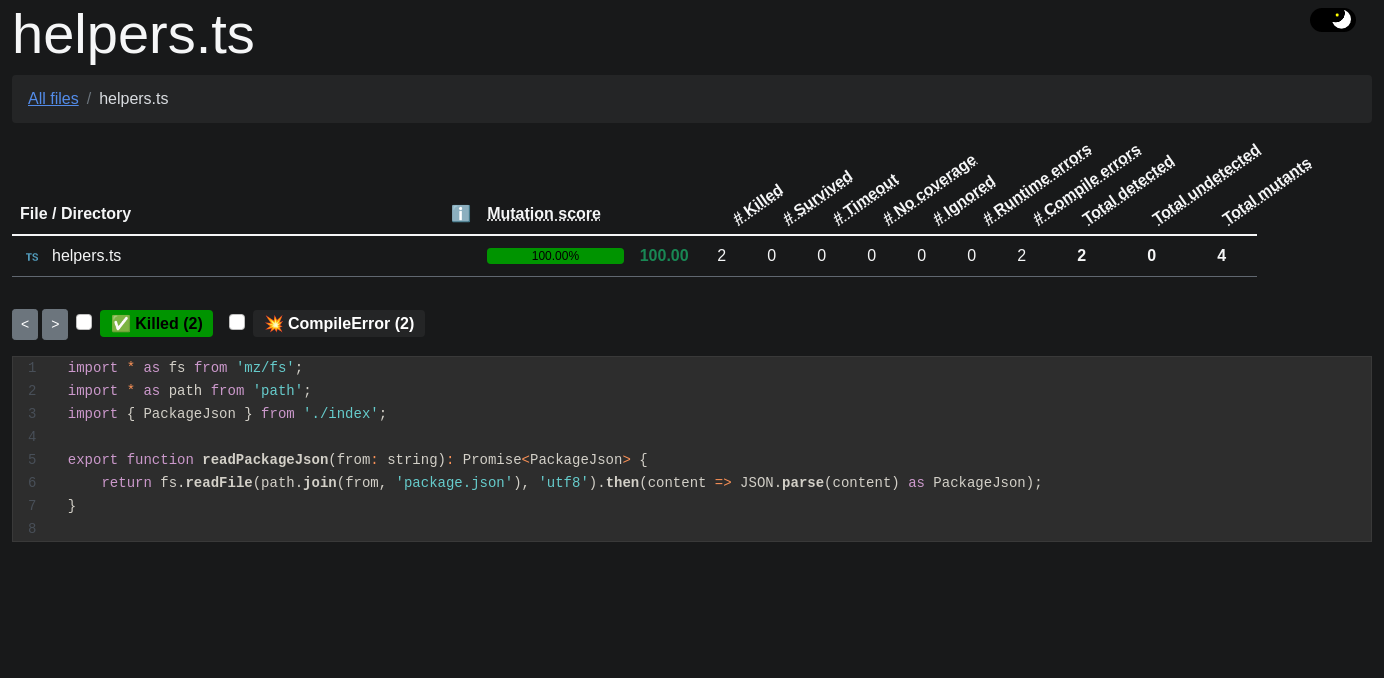 helpers.ts
All files / helpers.ts
File / Directory ℹ️ Mutation score # Killed # Survived # Timeout # No coverage # Ignored # Runtime errors # Compile errors Total detected Total undetected Total mutants
TS helpers.ts 100.00% 100.00 2 0 0 0 0 0 2 2 0 4
< > ✅ Killed (2) 💥 CompileError (2)
1 import * as fs from 'mz/fs';
2 import * as path from 'path';
3 import { PackageJson } from './index';
4
5 export function readPackageJson(from: string): Promise<PackageJson> {
6     return fs.readFile(path.join(from, 'package.json'), 'utf8').then(content => JSON.parse(content) as PackageJson);
7 }
8